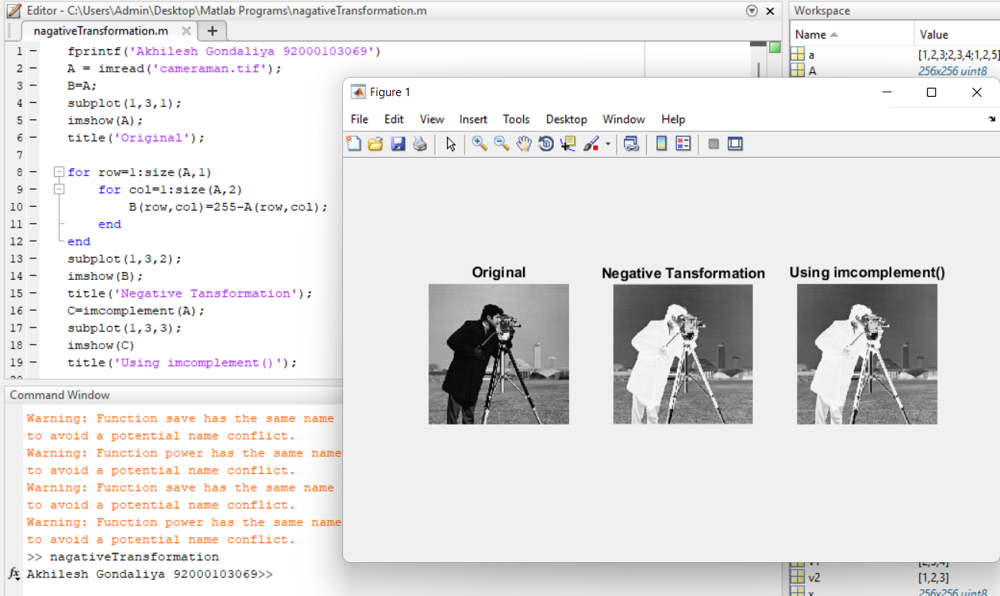 Editor - C:\Users\Admin\Desktop\Matlab Programs\nagativeTransformation.m
nagativeTransformation.m
1 fprintf('Akhilesh Gondaliya 92000103069')
2 A = imread('cameraman.tif');
3 B=A;
4 subplot(1,3,1);
5 imshow(A);
6 title('Original');
7
8 for row=1:size(A,1)
9 for col=1:size(A,2)
10 B(row,col)=255-A(row,col);
11 end
12 end
13 subplot(1,3,2);
14 imshow(B);
15 title('Negative Tansformation');
16 C=imcomplement(A);
17 subplot(1,3,3);
18 imshow(C)
19 title('Using imcomplement()');
Command Window
Warning: Function save has the same name
to avoid a potential name conflict.
Warning: Function power has the same name
to avoid a potential name conflict.
Warning: Function save has the same name
to avoid a potential name conflict.
Warning: Function power has the same name
to avoid a potential name conflict.
>> nagativeTransformation
fx Akhilesh Gondaliya 92000103069>>
Figure 1
File Edit View Insert Tools Desktop Window Help
Original
Negative Tansformation
Using imcomplement()
Workspace
Name Value
a [1,2,3;2,3,4;1,2,5]
A 256x256 uint8
v2 [1,2,3]
x 256x256 uint8